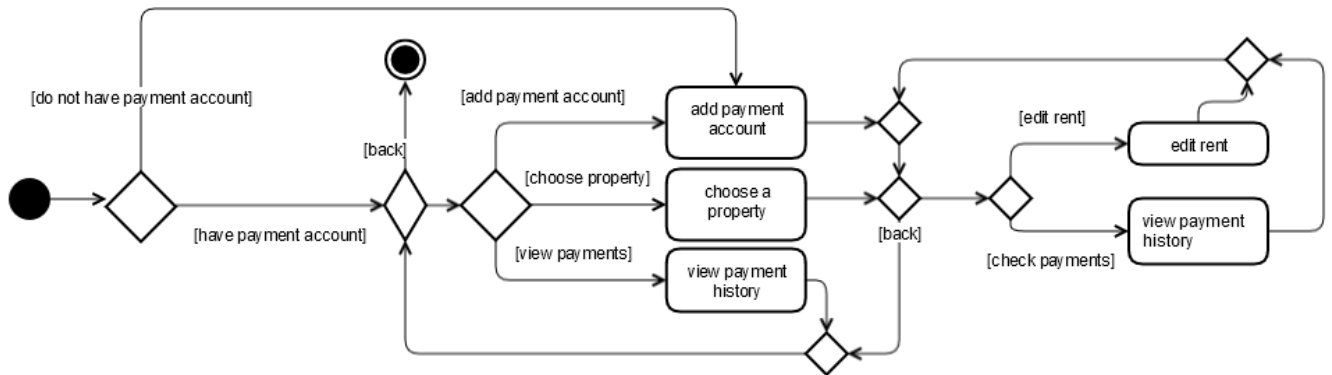 [do not have payment account]
[add payment account]
add payment
account
[edit rent]
edit rent
[back]
[choose property]
choose a
property
[have payment account]
[back]
view payment
history
[view payments]
view payment
history
[check payments]